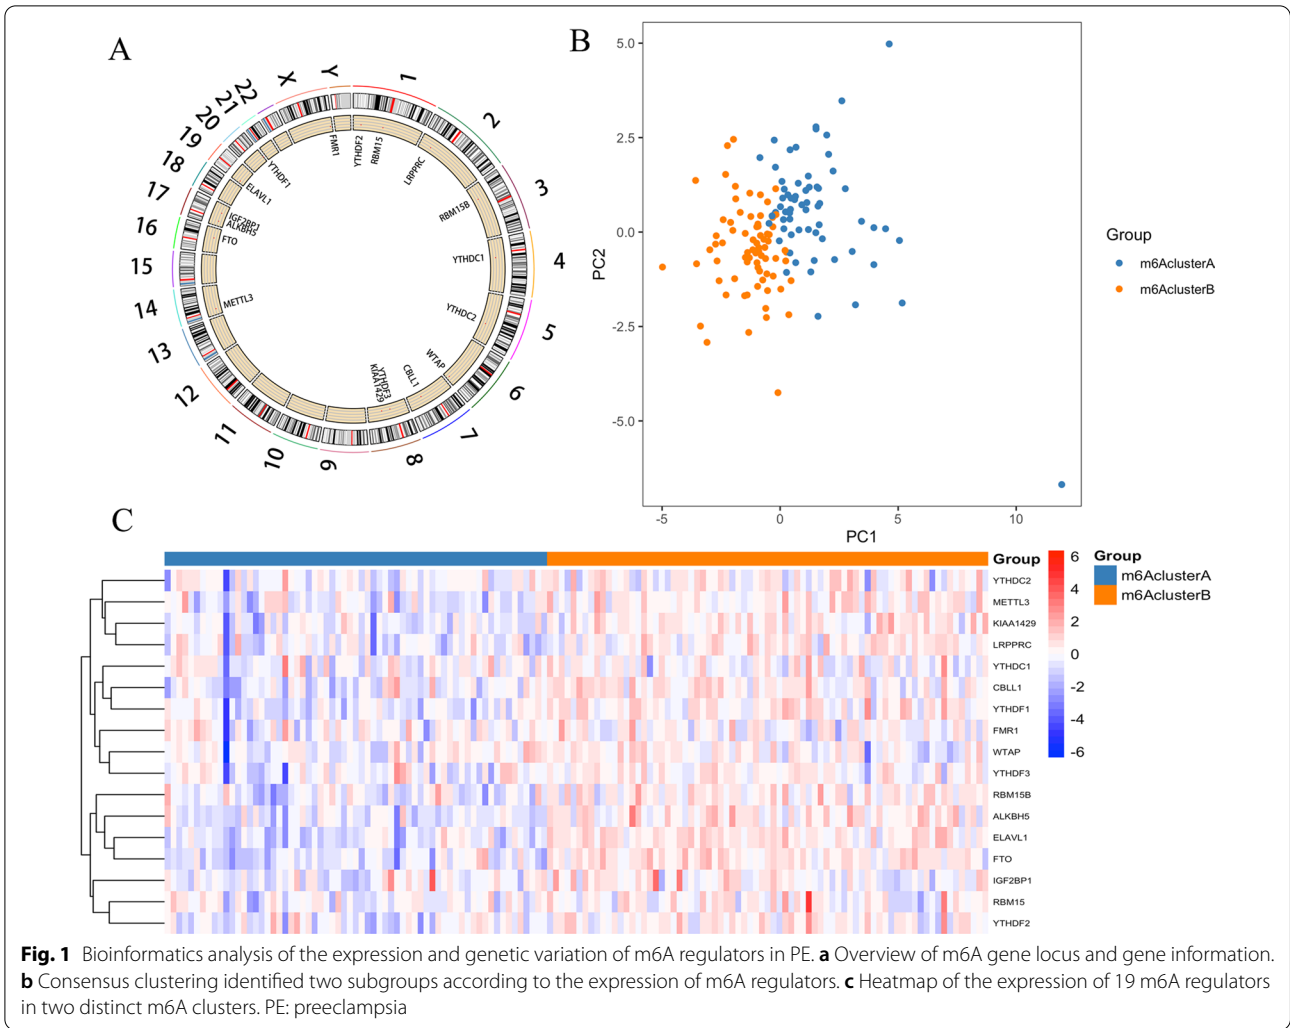 A
1
2
3
4
5
6
7
8
9
10
11
12
13
14
15
16
17
18
19
20
21
22
X
Y
FMR1
YTHDF2
RBM15
LRPPRC
RBM15B
YTHDC1
YTHDC2
WTAP
CBLL1
YTHDF3
KIAA1429
METTL3
FTO
ALKBH5
IGF2BP1
ELAVL1
YTHDF1
B
5.0
2.5
0.0
-2.5
-5.0
PC2
-5
0
5
10
PC1
Group
m6AclusterA
m6AclusterB
C
Group
YTHDC2
METTL3
KIAA1429
LRPPRC
YTHDC1
CBLL1
YTHDF1
FMR1
WTAP
YTHDF3
RBM15B
ALKBH5
ELAVL1
FTO
IGF2BP1
RBM15
YTHDF2
6
4
2
0
-2
-4
-6
Group
m6AclusterA
m6AclusterB
Fig. 1 Bioinformatics analysis of the expression and genetic variation of m6A regulators in PE. a Overview of m6A gene locus and gene information.
b Consensus clustering identified two subgroups according to the expression of m6A regulators. c Heatmap of the expression of 19 m6A regulators
in two distinct m6A clusters. PE: preeclampsia